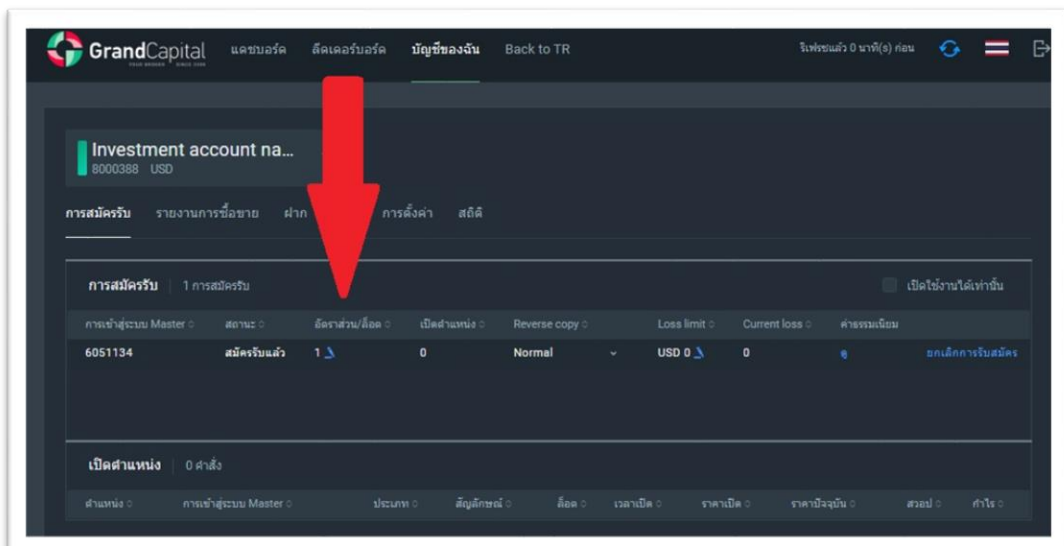 GrandCapital แดชบอร์ด ลีดเดอร์บอร์ด บัญชีของฉัน Back to TR รีเฟรชแล้ว 0 นาที(s) ก่อน
Investment account na...
8000388 USD
การสมัครรับ รายงานการซื้อขาย ฝาก การตั้งค่า สถิติ
การสมัครรับ 1 การสมัครรับ เปิดใช้งานได้เท่านั้น
การเข้าสู่ระบบ Master สถานะ อัตราส่วน/ล็อต เปิดตำแหน่ง Reverse copy Loss limit Current loss ค่าธรรมเนียม
6051134 สมัครรับแล้ว 1 0 Normal USD 0 0 ดู ยกเลิกการรับสมัคร
เปิดตำแหน่ง 0 คำสั่ง
ตำแหน่ง การเข้าสู่ระบบ Master ประเภท สัญลักษณ์ ล็อต เวลาเปิด ราคาเปิด ราคาปัจจุบัน สวอป กำไร